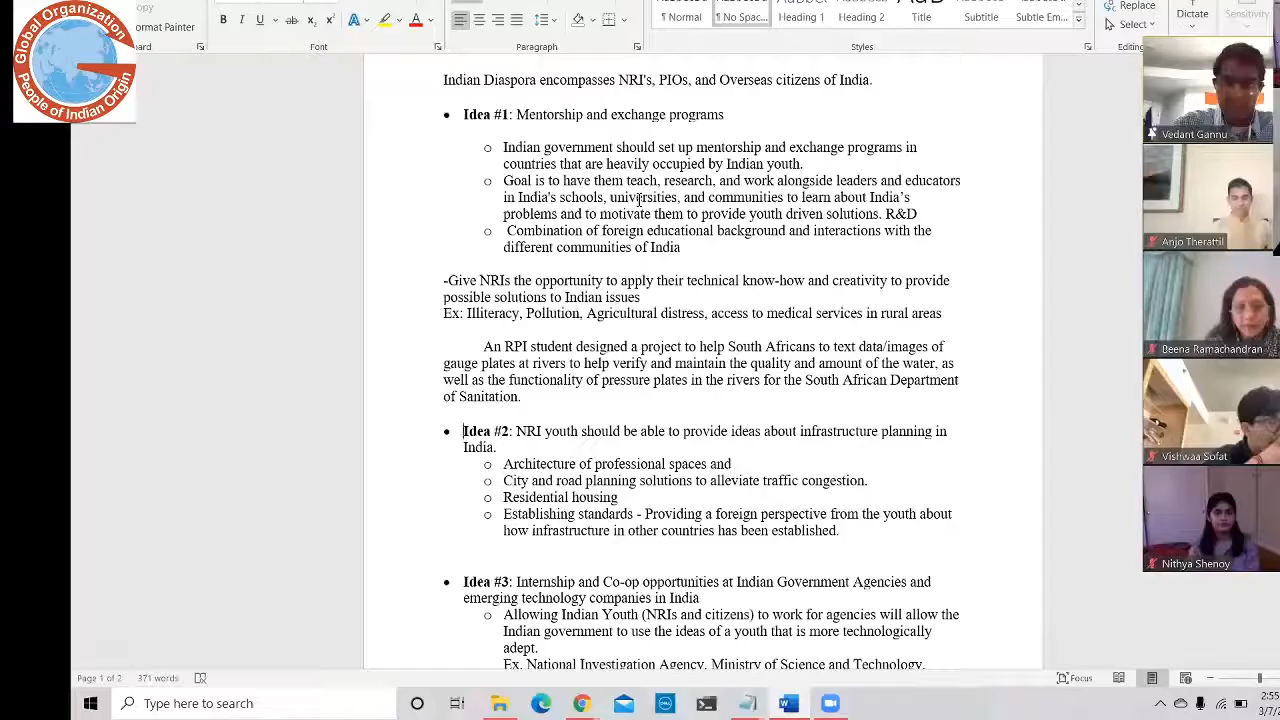 Global Organization
People of Indian Origin
Format Painter
B
I
U
ab
x₂
x²
A
A
Font
Paragraph
¶ Normal
¶ No Spac...
Heading 1
Heading 2
Title
Subtitle
Subtle Em...
Styles
Replace
Select
Editing
Dictate
Sensitivity
Indian Diaspora encompasses NRI's, PIOs, and Overseas citizens of India.
• Idea #1: Mentorship and exchange programs
o Indian government should set up mentorship and exchange programs in
countries that are heavily occupied by Indian youth.
o Goal is to have them teach, research, and work alongside leaders and educators
in India's schools, universities, and communities to learn about India’s
problems and to motivate them to provide youth driven solutions. R&D
o Combination of foreign educational background and interactions with the
different communities of India
-Give NRIs the opportunity to apply their technical know-how and creativity to provide
possible solutions to Indian issues
Ex: Illiteracy, Pollution, Agricultural distress, access to medical services in rural areas
An RPI student designed a project to help South Africans to text data/images of
gauge plates at rivers to help verify and maintain the quality and amount of the water, as
well as the functionality of pressure plates in the rivers for the South African Department
of Sanitation.
• Idea #2: NRI youth should be able to provide ideas about infrastructure planning in
India.
o Architecture of professional spaces and
o City and road planning solutions to alleviate traffic congestion.
o Residential housing
o Establishing standards - Providing a foreign perspective from the youth about
how infrastructure in other countries has been established.
• Idea #3: Internship and Co-op opportunities at Indian Government Agencies and
emerging technology companies in India
o Allowing Indian Youth (NRIs and citizens) to work for agencies will allow the
Indian government to use the ideas of a youth that is more technologically
adept.
Ex. National Investigation Agency, Ministry of Science and Technology,
Vedant Gannu
Anjo Therattil
Beena Ramachandran
Vishwaa Sofat
Nithya Shenoy
Page 1 of 2
371 words
Focus
Type here to search
DELL
W
2:55
3/7/